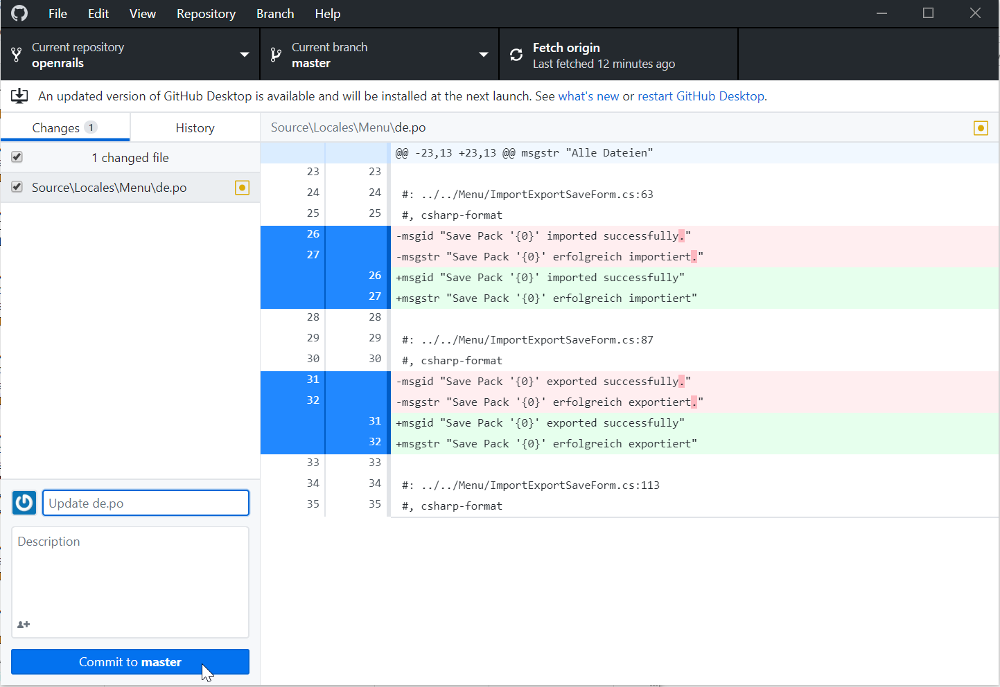 File Edit View Repository Branch Help
Current repository
openrails
Current branch
master
Fetch origin
Last fetched 12 minutes ago
An updated version of GitHub Desktop is available and will be installed at the next launch. See what's new or restart GitHub Desktop.
Changes 1 History
Source\Locales\Menu\de.po
1 changed file
Source\Locales\Menu\de.po
@@ -23,13 +23,13 @@ msgstr "Alle Dateien"
23 23
24 24 #: ../../Menu/ImportExportSaveForm.cs:63
25 25 #, csharp-format
26 -msgid "Save Pack '{0}' imported successfully."
27 -msgstr "Save Pack '{0}' erfolgreich importiert."
26 +msgid "Save Pack '{0}' imported successfully"
27 +msgstr "Save Pack '{0}' erfolgreich importiert"
28 28
29 29 #: ../../Menu/ImportExportSaveForm.cs:87
30 30 #, csharp-format
31 -msgid "Save Pack '{0}' exported successfully."
32 -msgstr "Save Pack '{0}' erfolgreich exportiert."
31 +msgid "Save Pack '{0}' exported successfully"
32 +msgstr "Save Pack '{0}' erfolgreich exportiert"
33 33
34 34 #: ../../Menu/ImportExportSaveForm.cs:113
35 35 #, csharp-format
Update de.po
Description
Commit to master